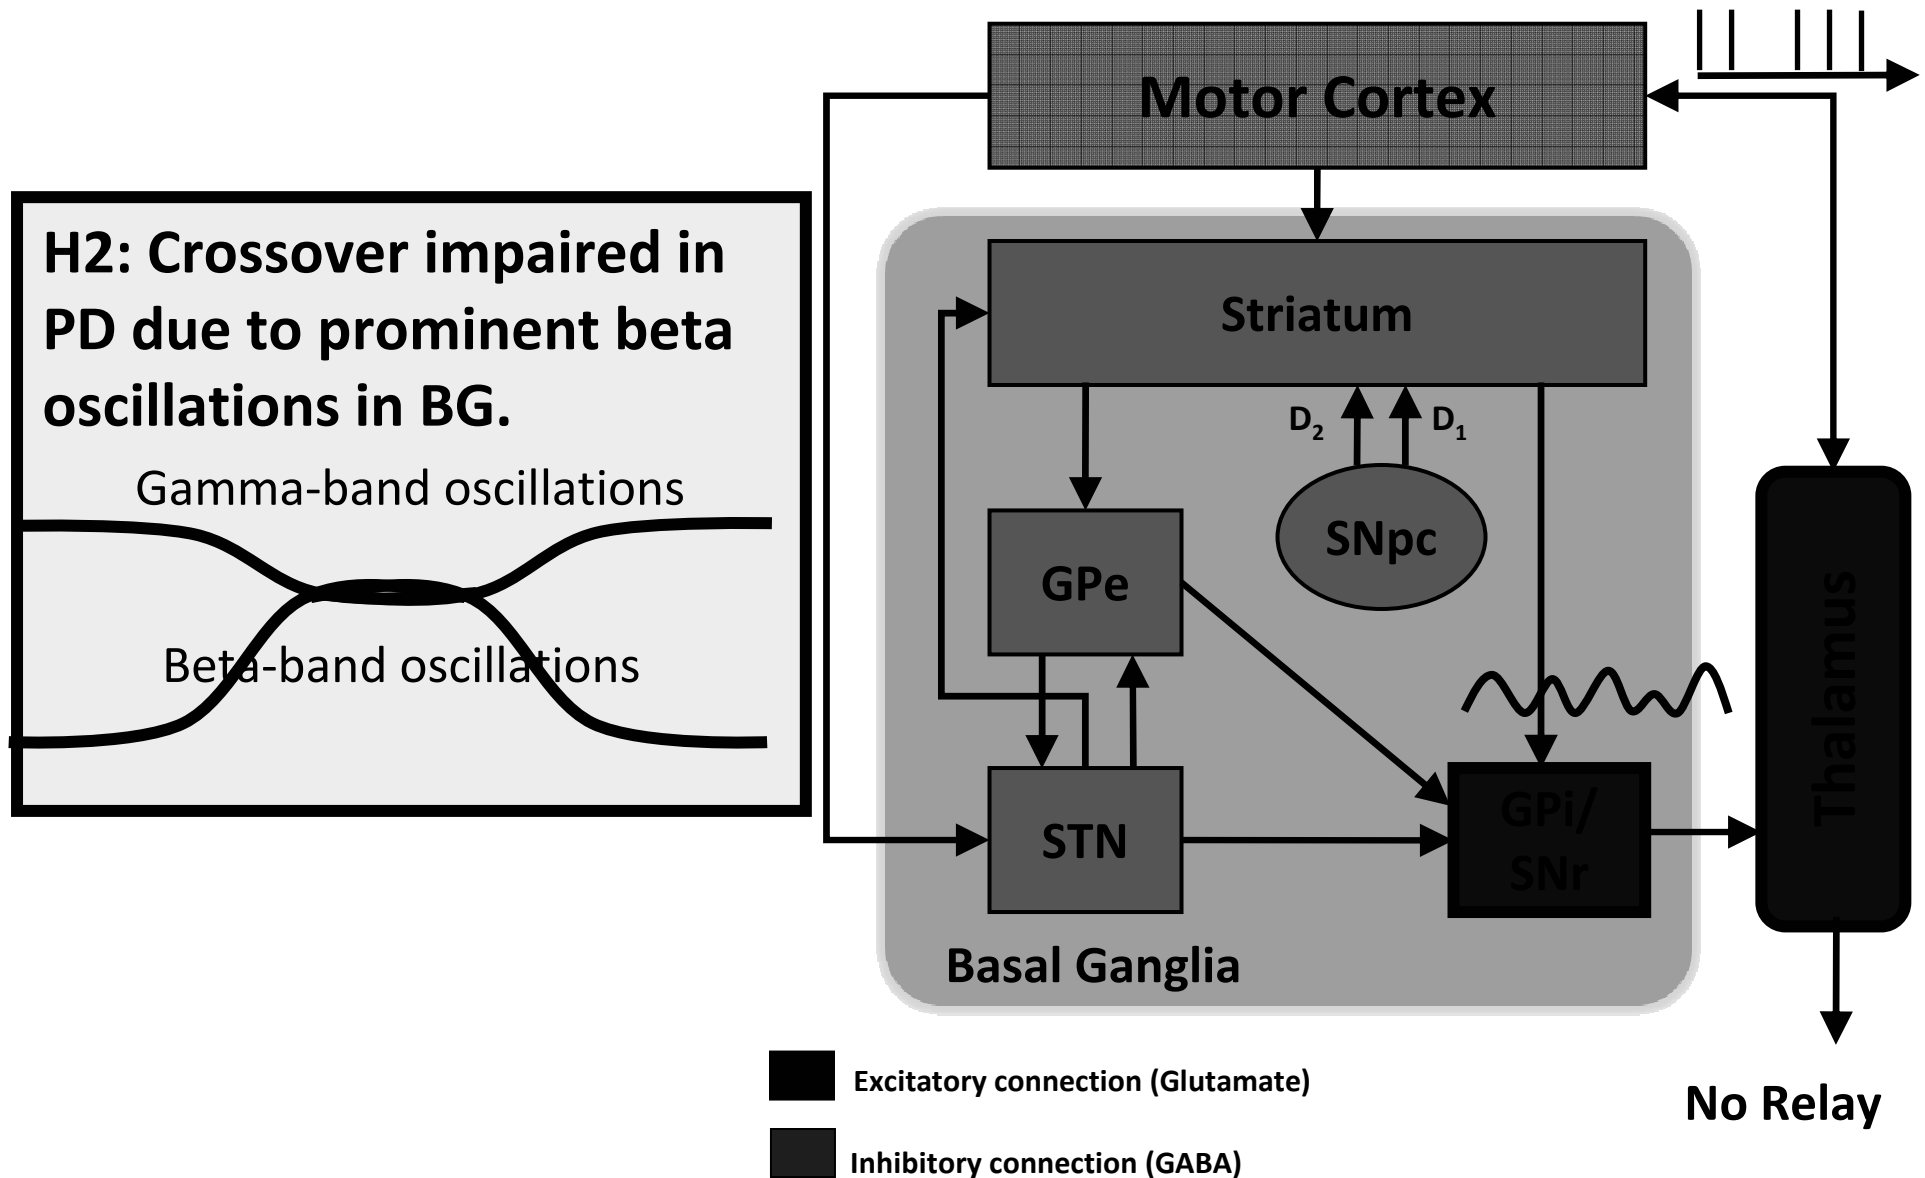 Motor Cortex
H2: Crossover impaired in
PD due to prominent beta
oscillations in BG.
Gamma-band oscillations
Beta-band oscillations
Striatum
D2
D1
SNpc
GPe
Thalamus
STN
GPi/
SNr
Basal Ganglia
Excitatory connection (Glutamate)
No Relay
Inhibitory connection (GABA)